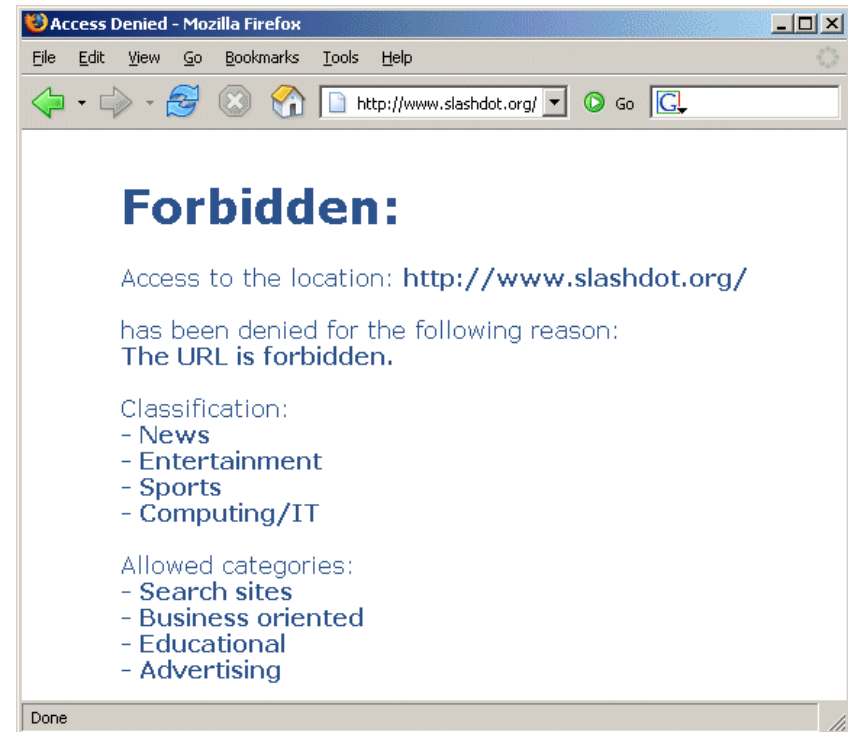 Access Denied - Mozilla Firefox
File Edit View Go Bookmarks Tools Help
http://www.slashdot.org/ Go G
Forbidden:
Access to the location: http://www.slashdot.org/
has been denied for the following reason:
The URL is forbidden.
Classification:
- News
- Entertainment
- Sports
- Computing/IT
Allowed categories:
- Search sites
- Business oriented
- Educational
- Advertising
Done